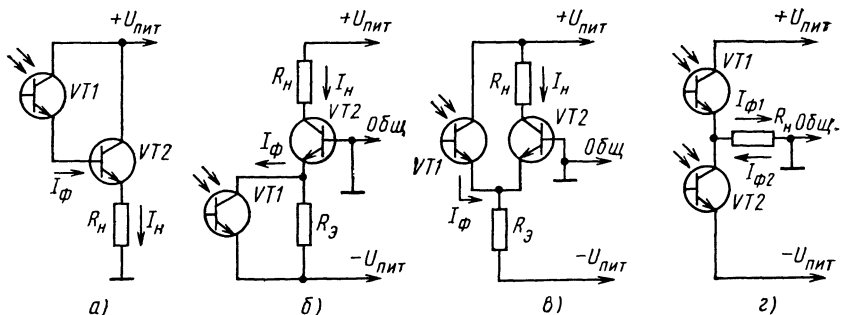 +Uпит
VT1
VT2
Iф
Rн
Iн
а)
+Uпит
Rн
Iн
VT2
Общ
Iф
VT1
Rэ
−Uпит
б)
+Uпит
Rн
Iн
VT2
VT1
Общ
Iф
Rэ
−Uпит
в)
+Uпит
VT1
Iф1
Rн
Общ.
Iф2
VT2
−Uпит
г)